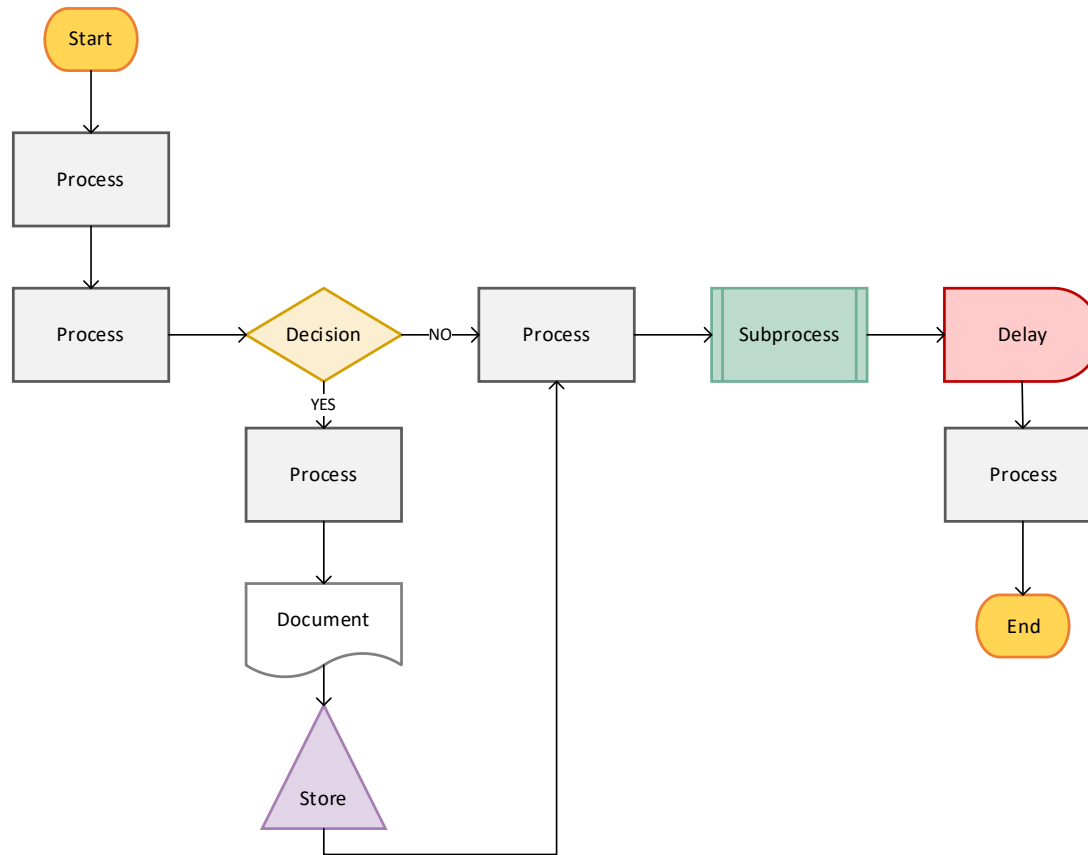 Start
Process
Process
Decision
NO
Process
Subprocess
Delay
YES
Process
Process
Document
End
Store